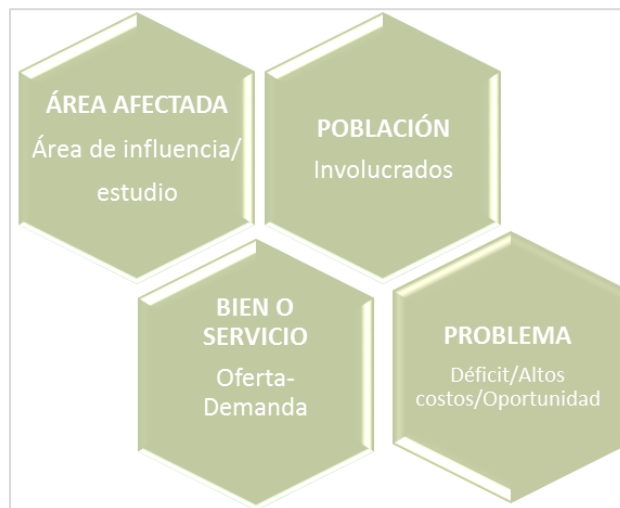 ÁREA AFECTADA
Área de influencia/
estudio
POBLACIÓN
Involucrados
BIEN O
SERVICIO
Oferta-
Demanda
PROBLEMA
Déficit/Altos
costos/Oportunidad